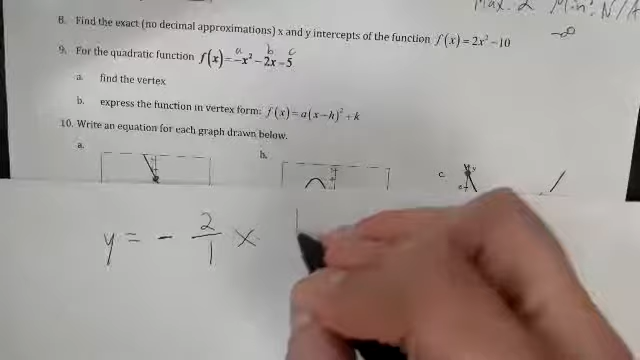 Max: 2 Min: N/A
-∞
8. Find the exact (no decimal approximations) x and y intercepts of the function f(x) = 2x² - 10
a b c
9. For the quadratic function f(x) = -x² - 2x - 5
a. find the vertex
b. express the function in vertex form: f(x) = a(x-h)² + k
10. Write an equation for each graph drawn below.
a. b. c. y
y = - 2/1 x